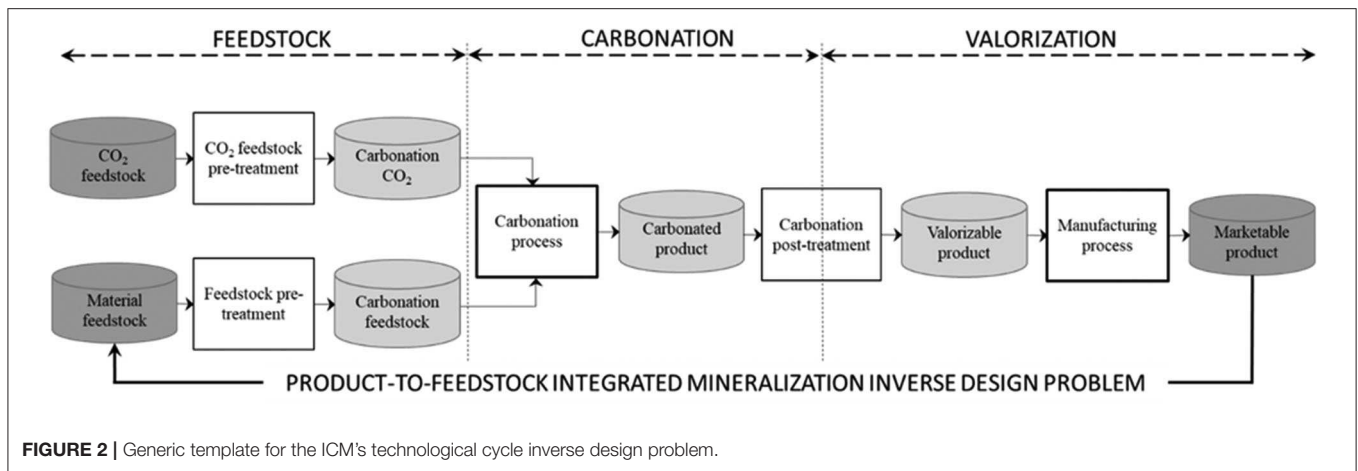 FEEDSTOCK
CARBONATION
VALORIZATION
CO₂
feedstock
CO₂ feedstock
pre-treatment
Carbonation
CO₂
Material
feedstock
Feedstock pre-
treatment
Carbonation
feedstock
Carbonation
process
Carbonated
product
Carbonation
post-treatment
Valorizable
product
Manufacturing
process
Marketable
product
PRODUCT-TO-FEEDSTOCK INTEGRATED MINERALIZATION INVERSE DESIGN PROBLEM
FIGURE 2 | Generic template for the ICM’s technological cycle inverse design problem.